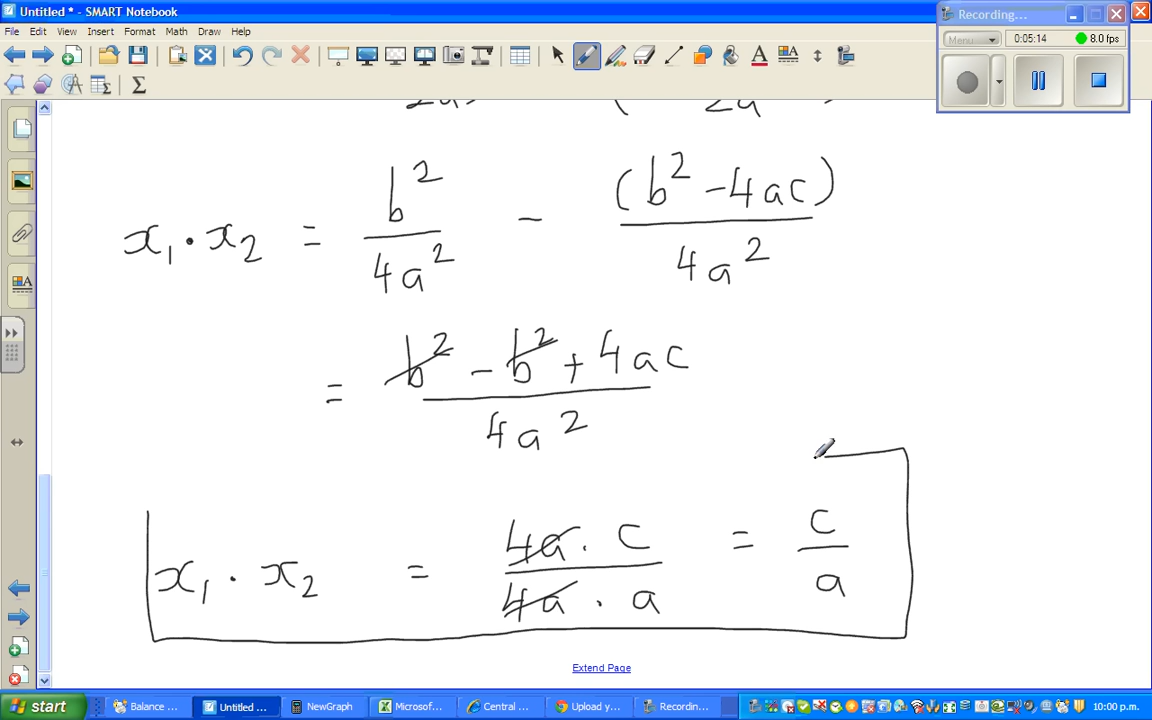 Untitled * - SMART Notebook
File Edit View Insert Format Math Draw Help
Recording...
Menu 0:05:14 8.0 fps
x₁ · x₂ = b² / 4a² - (b² - 4ac) / 4a²
= b² - b² + 4ac / 4a²
x₁ · x₂ = 4a · c / 4a · a = c / a
Extend Page
start Balance ... Untitled ... NewGraph Microsof... Central ... Upload y... Recordin... 10:00 pm